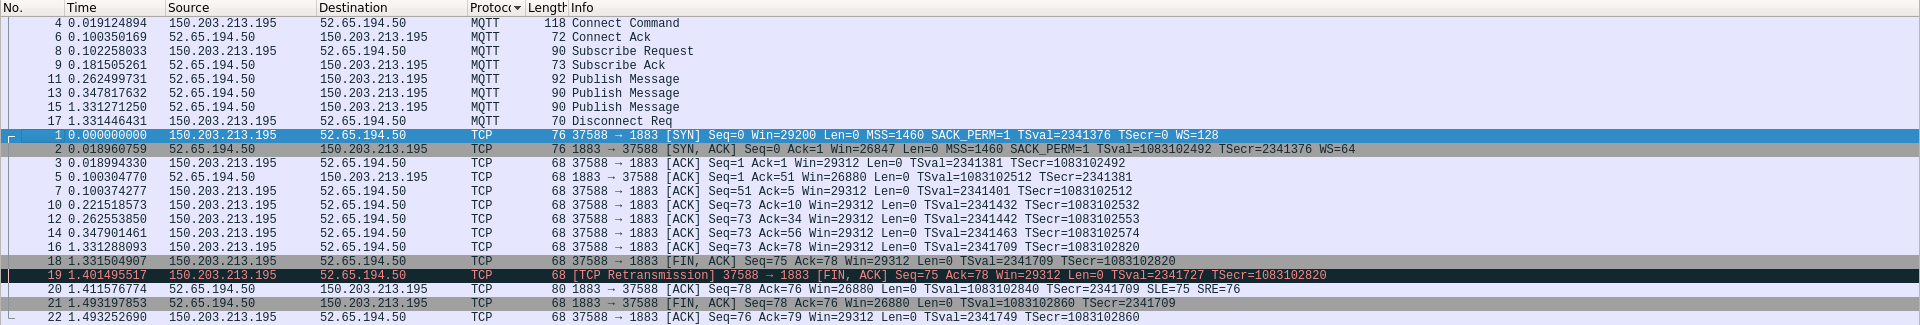 No. Time Source Destination Protocc Length Info
4 0.019124894 150.203.213.195 52.65.194.50 MQTT 118 Connect Command
6 0.100350169 52.65.194.50 150.203.213.195 MQTT 72 Connect Ack
8 0.102258033 150.203.213.195 52.65.194.50 MQTT 90 Subscribe Request
9 0.181505261 52.65.194.50 150.203.213.195 MQTT 73 Subscribe Ack
11 0.262499731 52.65.194.50 150.203.213.195 MQTT 92 Publish Message
13 0.347817632 52.65.194.50 150.203.213.195 MQTT 90 Publish Message
15 1.331271250 52.65.194.50 150.203.213.195 MQTT 90 Publish Message
17 1.331446431 150.203.213.195 52.65.194.50 MQTT 70 Disconnect Req
1 0.000000000 150.203.213.195 52.65.194.50 TCP 76 37588 → 1883 [SYN] Seq=0 Win=29200 Len=0 MSS=1460 SACK_PERM=1 TSval=2341376 TSecr=0 WS=128
2 0.018960759 52.65.194.50 150.203.213.195 TCP 76 1883 → 37588 [SYN, ACK] Seq=0 Ack=1 Win=26847 Len=0 MSS=1460 SACK_PERM=1 TSval=1083102492 TSecr=2341376 WS=64
3 0.018994330 150.203.213.195 52.65.194.50 TCP 68 37588 → 1883 [ACK] Seq=1 Ack=1 Win=29312 Len=0 TSval=2341381 TSecr=1083102492
5 0.100304770 52.65.194.50 150.203.213.195 TCP 68 1883 → 37588 [ACK] Seq=1 Ack=51 Win=26880 Len=0 TSval=1083102512 TSecr=2341381
7 0.100374277 150.203.213.195 52.65.194.50 TCP 68 37588 → 1883 [ACK] Seq=51 Ack=5 Win=29312 Len=0 TSval=2341401 TSecr=1083102512
10 0.221518573 150.203.213.195 52.65.194.50 TCP 68 37588 → 1883 [ACK] Seq=73 Ack=10 Win=29312 Len=0 TSval=2341432 TSecr=1083102532
12 0.262553850 150.203.213.195 52.65.194.50 TCP 68 37588 → 1883 [ACK] Seq=73 Ack=34 Win=29312 Len=0 TSval=2341442 TSecr=1083102553
14 0.347901461 150.203.213.195 52.65.194.50 TCP 68 37588 → 1883 [ACK] Seq=73 Ack=56 Win=29312 Len=0 TSval=2341463 TSecr=1083102574
16 1.331288093 150.203.213.195 52.65.194.50 TCP 68 37588 → 1883 [ACK] Seq=73 Ack=78 Win=29312 Len=0 TSval=2341709 TSecr=1083102820
18 1.331504907 150.203.213.195 52.65.194.50 TCP 68 37588 → 1883 [FIN, ACK] Seq=75 Ack=78 Win=29312 Len=0 TSval=2341709 TSecr=1083102820
19 1.401495517 150.203.213.195 52.65.194.50 TCP 68 [TCP Retransmission] 37588 → 1883 [FIN, ACK] Seq=75 Ack=78 Win=29312 Len=0 TSval=2341727 TSecr=1083102820
20 1.411576774 52.65.194.50 150.203.213.195 TCP 80 1883 → 37588 [ACK] Seq=78 Ack=76 Win=26880 Len=0 TSval=1083102840 TSecr=2341709 SLE=75 SRE=76
21 1.493197853 52.65.194.50 150.203.213.195 TCP 68 1883 → 37588 [FIN, ACK] Seq=78 Ack=76 Win=26880 Len=0 TSval=1083102860 TSecr=2341709
22 1.493252690 150.203.213.195 52.65.194.50 TCP 68 37588 → 1883 [ACK] Seq=76 Ack=79 Win=29312 Len=0 TSval=2341749 TSecr=1083102860